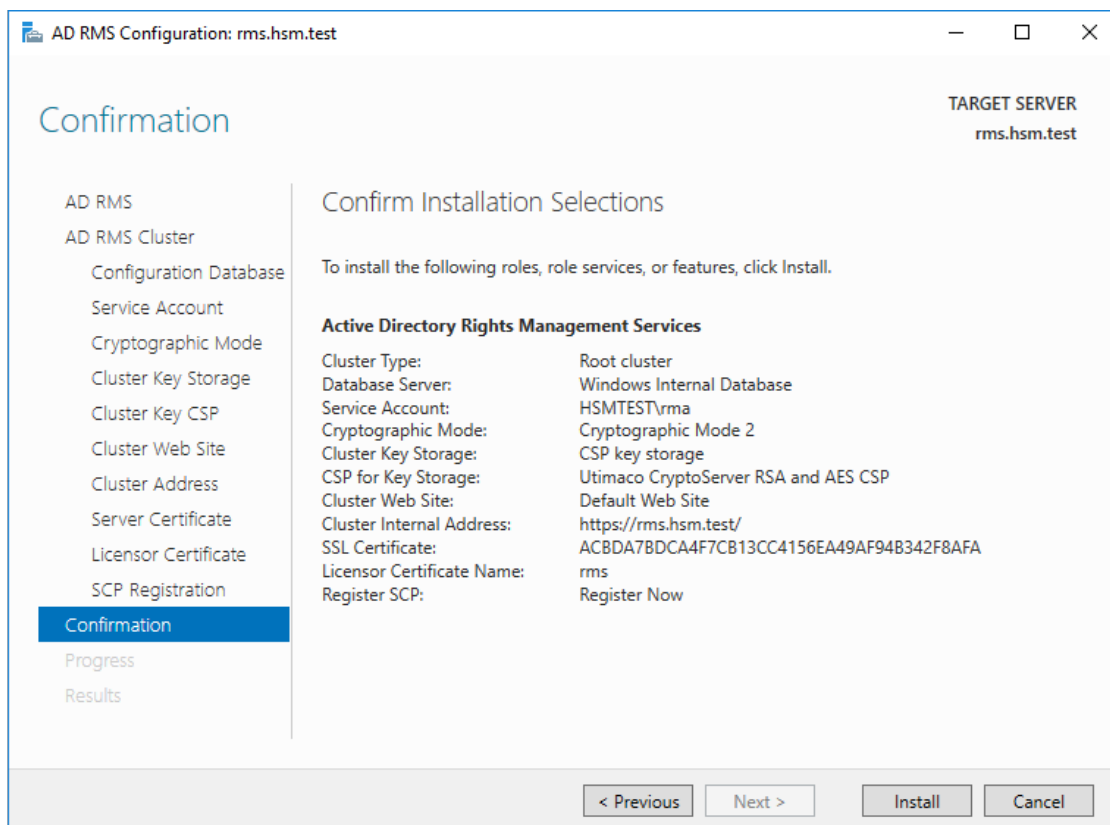 AD RMS Configuration: rms.hsm.test
Confirmation
TARGET SERVER
rms.hsm.test
AD RMS
AD RMS Cluster
Configuration Database
Service Account
Cryptographic Mode
Cluster Key Storage
Cluster Key CSP
Cluster Web Site
Cluster Address
Server Certificate
Licensor Certificate
SCP Registration
Confirmation
Progress
Results
Confirm Installation Selections
To install the following roles, role services, or features, click Install.
Active Directory Rights Management Services
Cluster Type: Root cluster
Database Server: Windows Internal Database
Service Account: HSMTEST\rma
Cryptographic Mode: Cryptographic Mode 2
Cluster Key Storage: CSP key storage
CSP for Key Storage: Utimaco CryptoServer RSA and AES CSP
Cluster Web Site: Default Web Site
Cluster Internal Address: https://rms.hsm.test/
SSL Certificate: ACBDA7BDCA4F7CB13CC4156EA49AF94B342F8AFA
Licensor Certificate Name: rms
Register SCP: Register Now
< Previous Next > Install Cancel